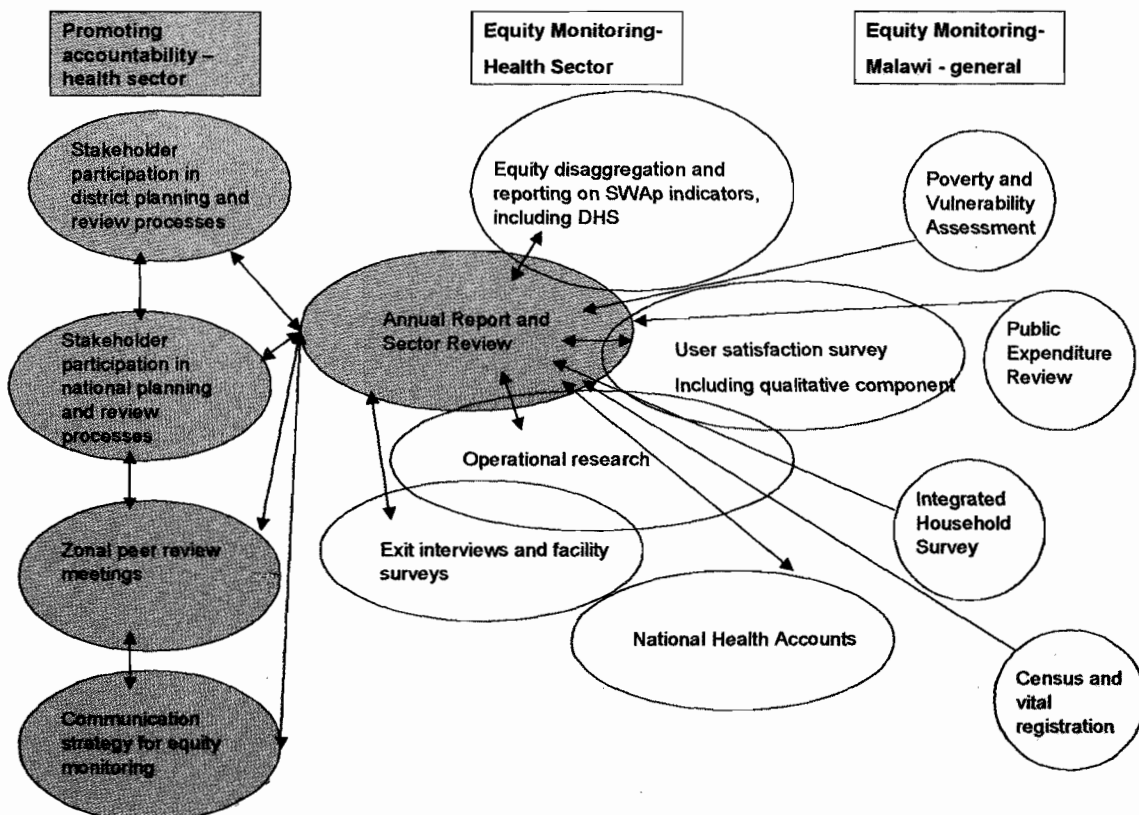 Promoting
accountability –
health sector
Equity Monitoring-
Health Sector
Equity Monitoring-
Malawi - general
Stakeholder
participation in
district planning and
review processes
Equity disaggregation and
reporting on SWAp indicators,
including DHS
Poverty and
Vulnerability
Assessment
Annual Report and
Sector Review
Stakeholder
participation in
national planning
and review
processes
User satisfaction survey
Including qualitative component
Public
Expenditure
Review
Operational research
Integrated
Household
Survey
Zonal peer review
meetings
Exit interviews and facility
surveys
National Health Accounts
Census and
vital
registration
Communication
strategy for equity
monitoring